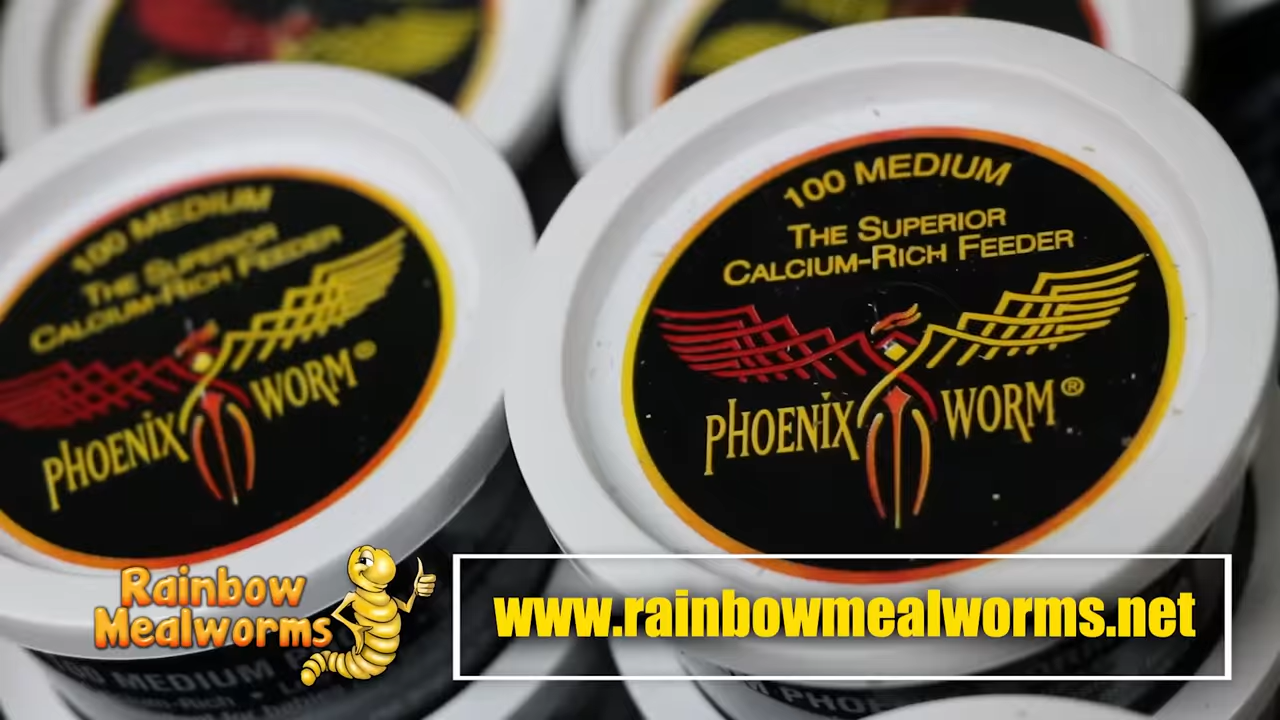 100 MEDIUM
THE SUPERIOR
CALCIUM-RICH FEEDER
PHOENIX WORM®
100 MEDIUM
THE SUPERIOR
CALCIUM-RICH FEEDER
PHOENIX WORM®
Rainbow
Mealworms
www.rainbowmealworms.net
100 MEDIUM